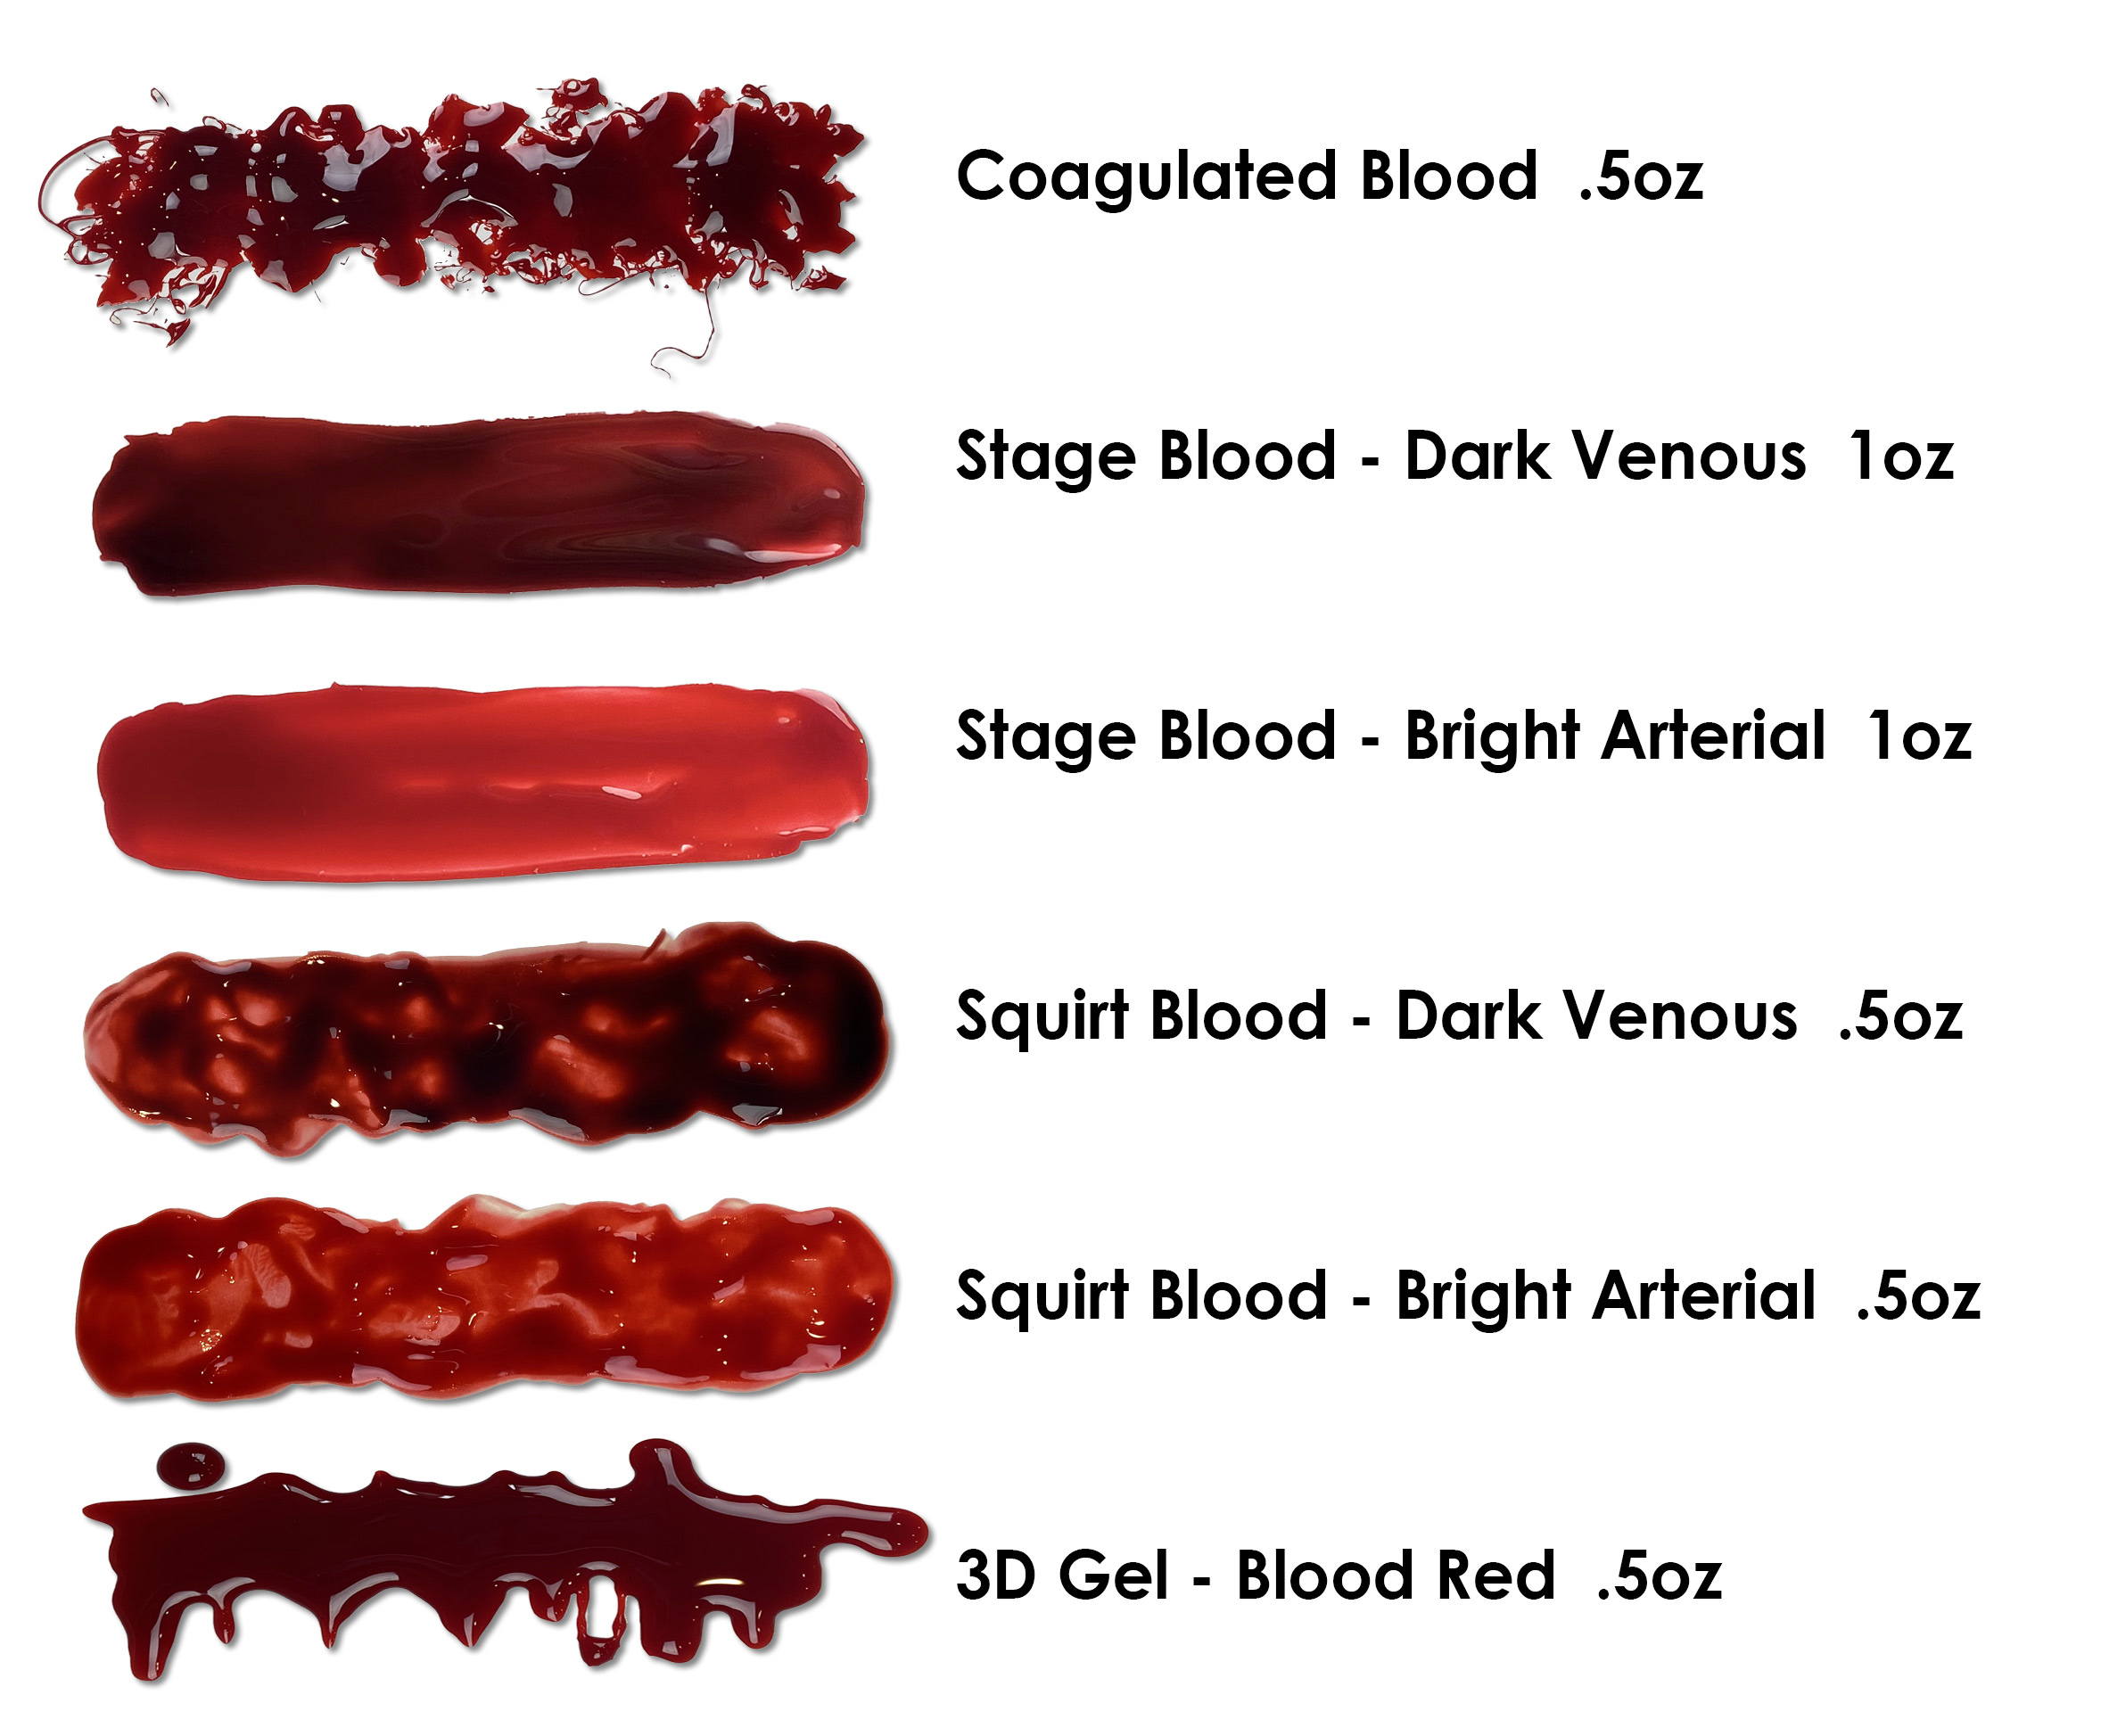 Coagulated Blood .5oz
Stage Blood - Dark Venous 1oz
Stage Blood - Bright Arterial 1oz
Squirt Blood - Dark Venous .5oz
Squirt Blood - Bright Arterial .5oz
3D Gel - Blood Red .5oz